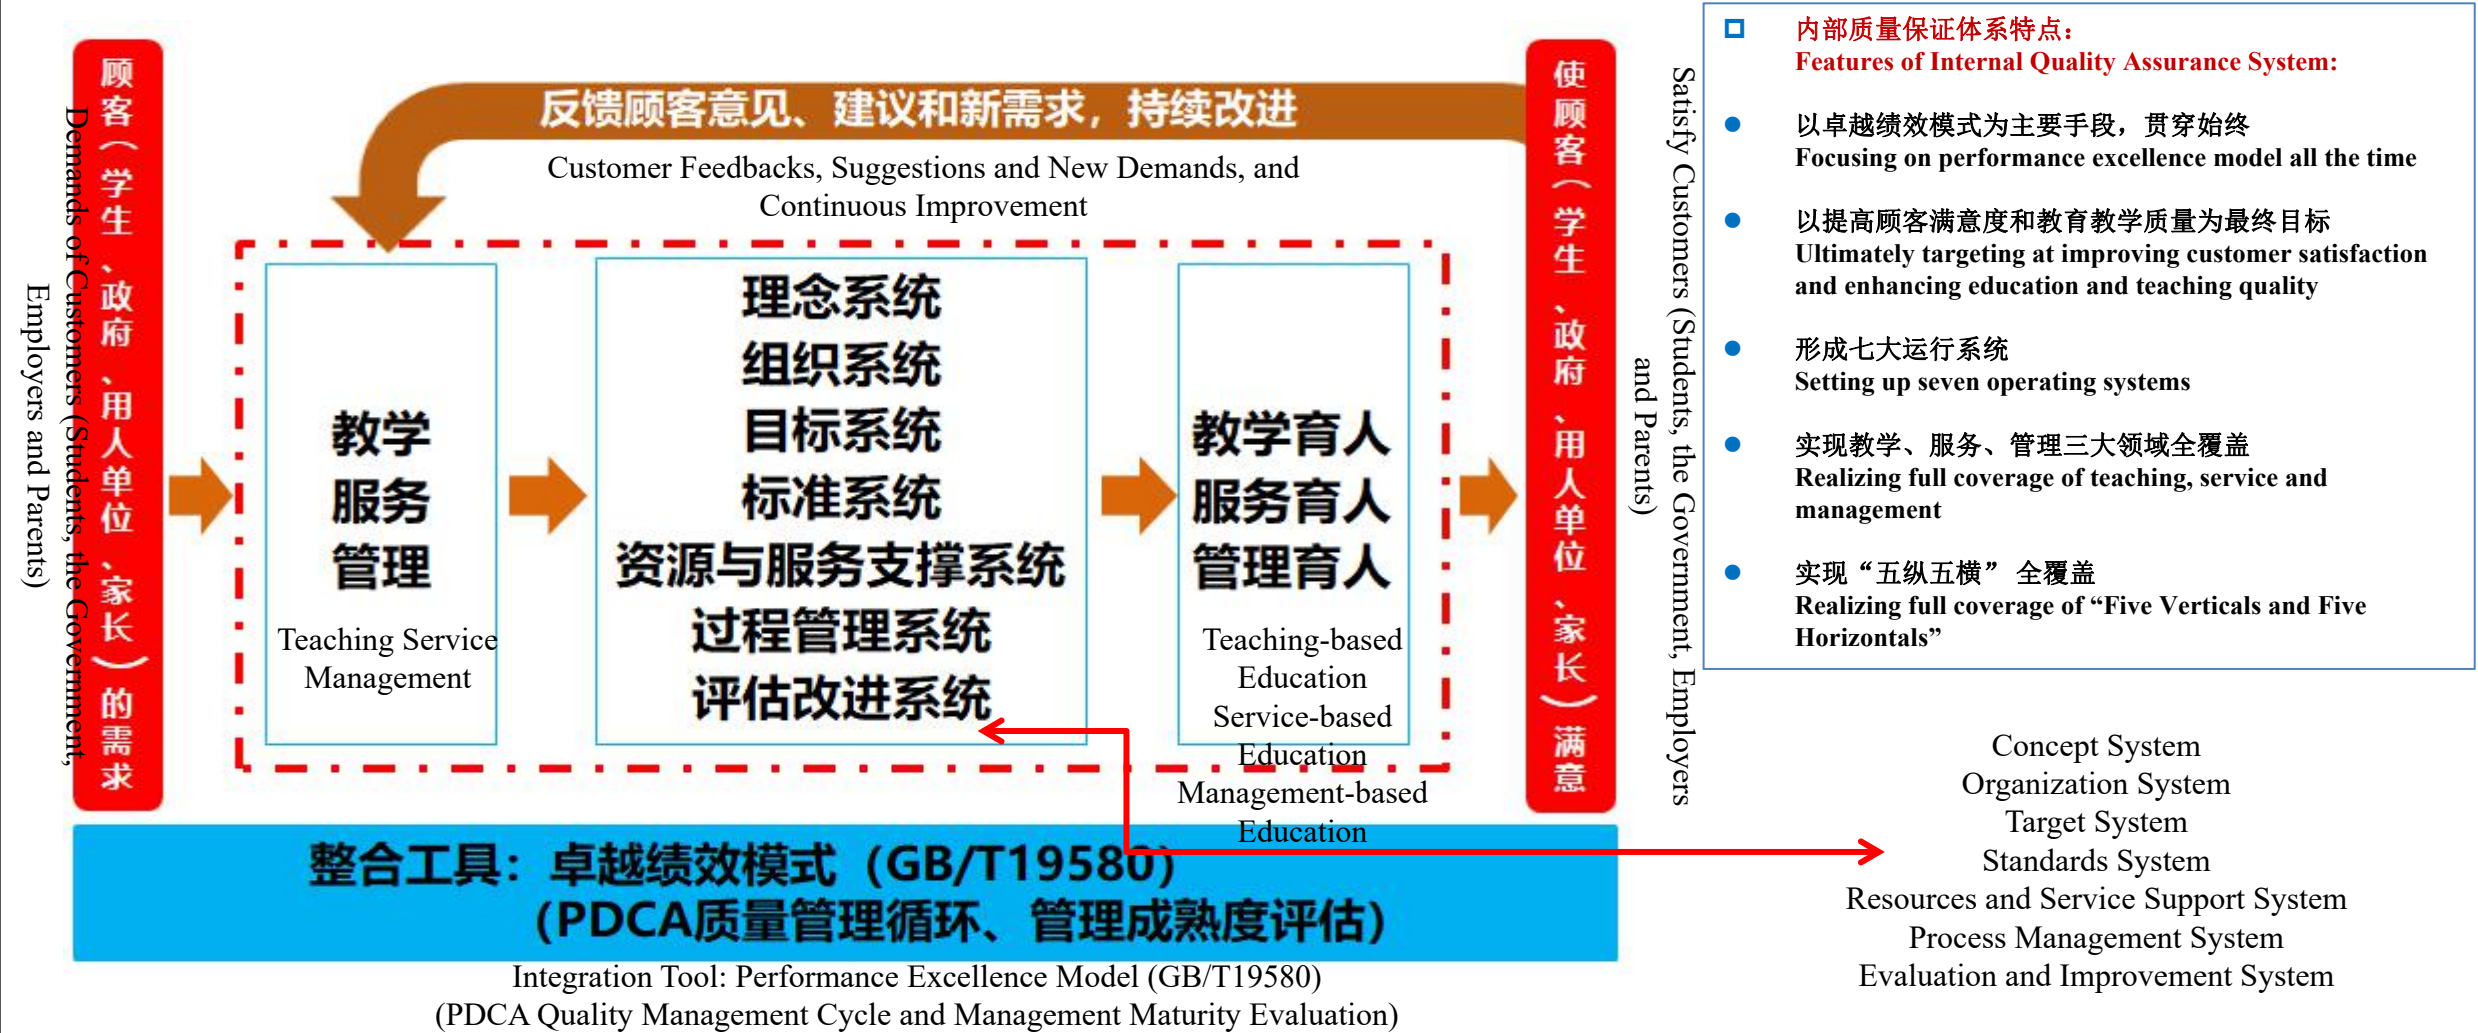 顾客（学生、政府、用人单位、家长）的需求
Demands of Customers (Students, the Government,
Employers and Parents)
反馈顾客意见、建议和新需求，持续改进
Customer Feedbacks, Suggestions and New Demands, and
Continuous Improvement
教学
服务
管理
Teaching Service
Management
理念系统
组织系统
目标系统
标准系统
资源与服务支撑系统
过程管理系统
评估改进系统
教学育人
服务育人
管理育人
Teaching-based
Education
Service-based
Education
Management-based
Education
使顾客（学生、政府、用人单位、家长）满意
Satisfy Customers (Students, the Government, Employers
and Parents)
整合工具：卓越绩效模式（GB/T19580）
（PDCA质量管理循环、管理成熟度评估）
Integration Tool: Performance Excellence Model (GB/T19580)
(PDCA Quality Management Cycle and Management Maturity Evaluation)
内部质量保证体系特点：
Features of Internal Quality Assurance System:
以卓越绩效模式为主要手段，贯穿始终
Focusing on performance excellence model all the time
以提高顾客满意度和教育教学质量为最终目标
Ultimately targeting at improving customer satisfaction
and enhancing education and teaching quality
形成七大运行系统
Setting up seven operating systems
实现教学、服务、管理三大领域全覆盖
Realizing full coverage of teaching, service and
management
实现“五纵五横” 全覆盖
Realizing full coverage of “Five Verticals and Five
Horizontals”
Concept System
Organization System
Target System
Standards System
Resources and Service Support System
Process Management System
Evaluation and Improvement System